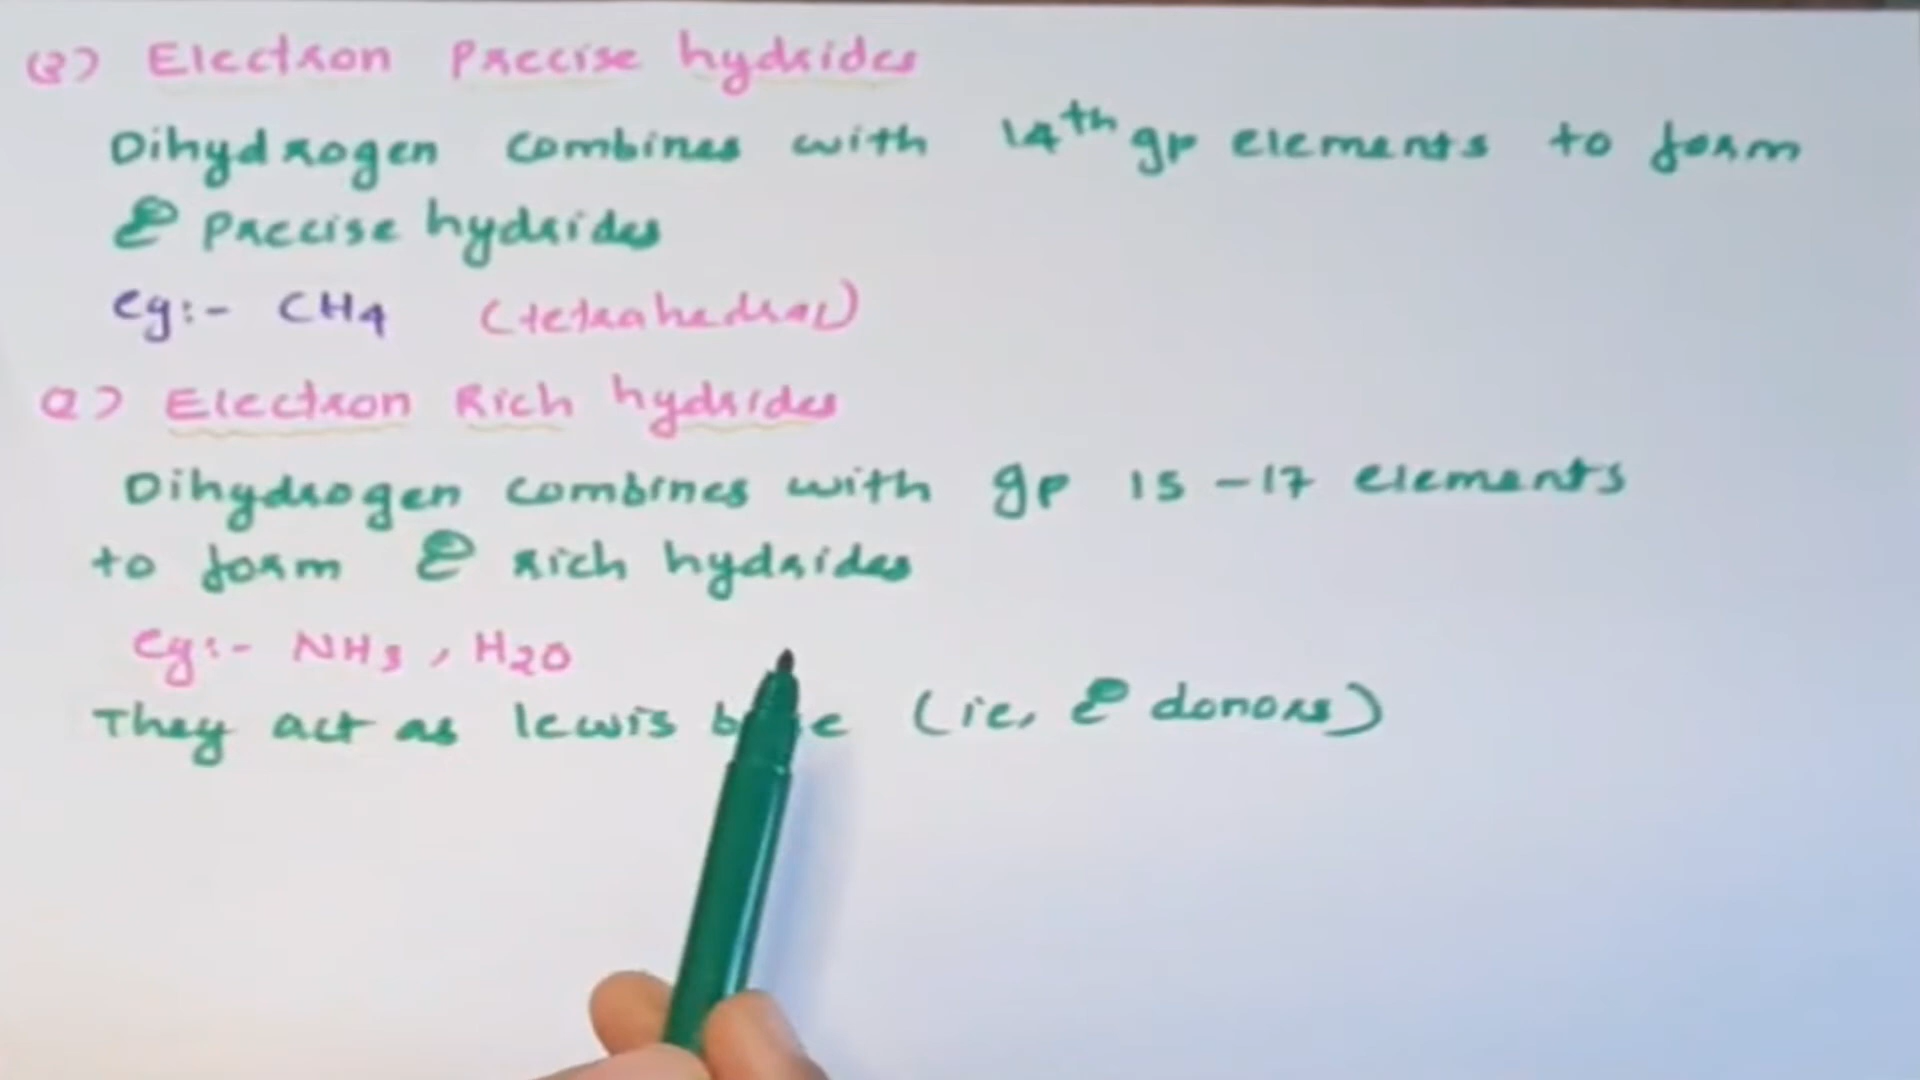 (2) Electron Precise hydrides
Dihydrogen combines with 14th gp elements to form
e⁻ Precise hydrides
eg:- CH4 (tetrahedral)
Q) Electron Rich hydrides
Dihydrogen combines with gp 15-17 elements
to form e⁻ rich hydrides
eg:- NH3, H2O
They act as lewis (ie, e⁻ donors)